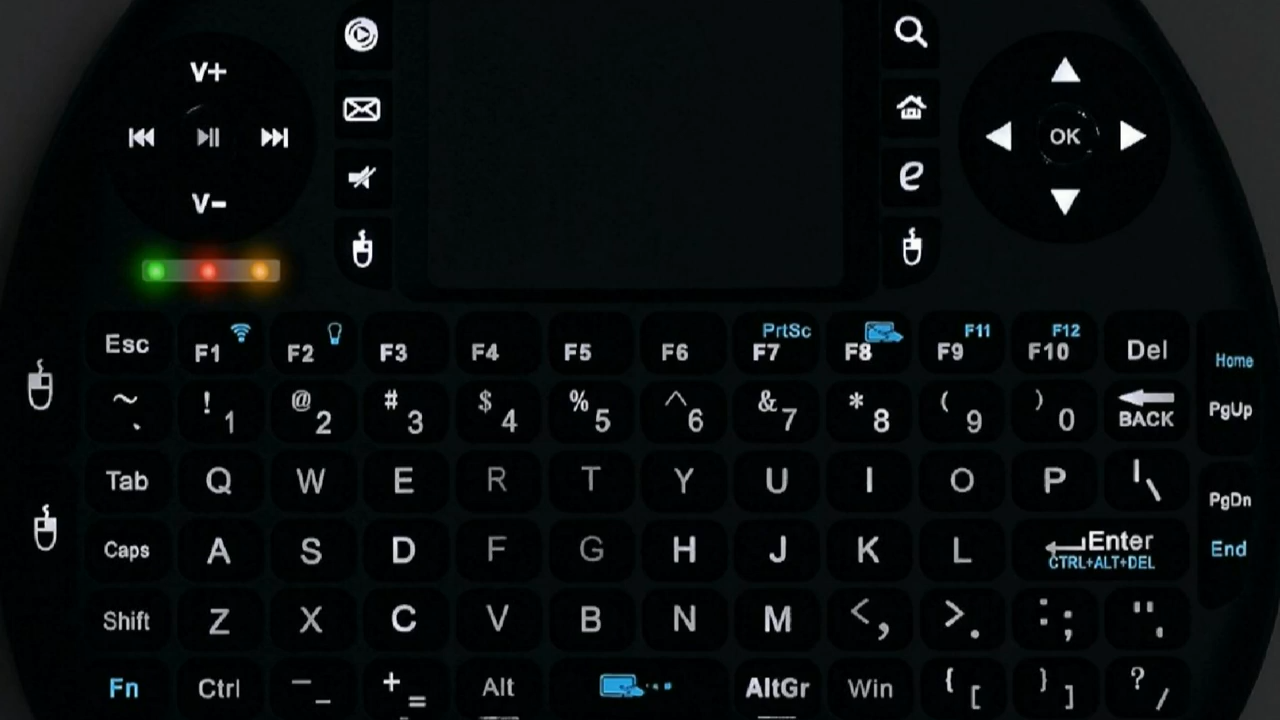 V+
V-
OK
Esc F1 F2 F3 F4 F5 F6 PrtSc F7 F8 F11 F9 F12 F10 Del Home
~ ! 1 @ 2 # 3 $ 4 % 5 ^ 6 & 7 * 8 ( 9 ) 0 BACK PgUp
Tab Q W E R T Y U I O P | \ PgDn
Caps A S D F G H J K L Enter CTRL+ALT+DEL End
Shift Z X C V B N M < , > . : ; " '
Fn Ctrl _ - + = Alt AltGr Win { [ } ] ? /